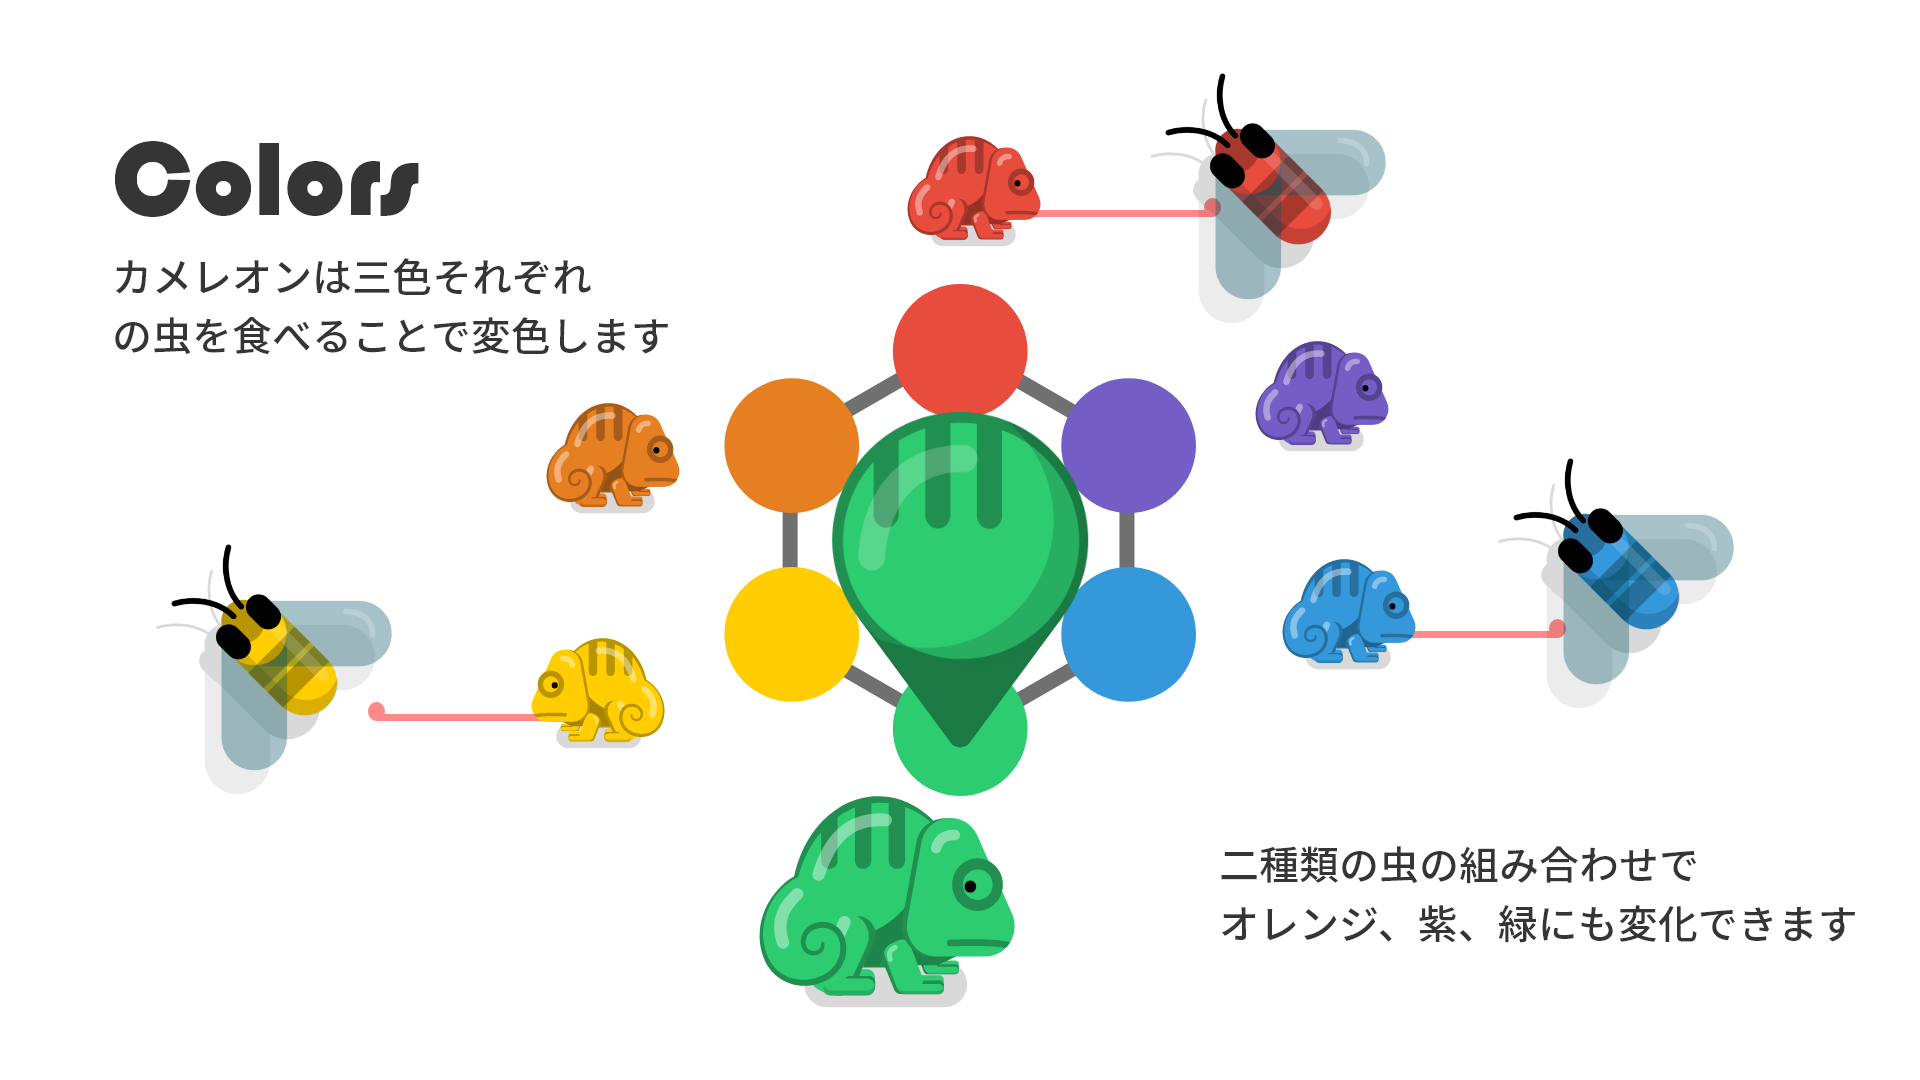 Colors
カメレオンは三色それぞれ
の虫を食べることで変色します
二種類の虫の組み合わせで
オレンジ、紫、緑にも変化できます